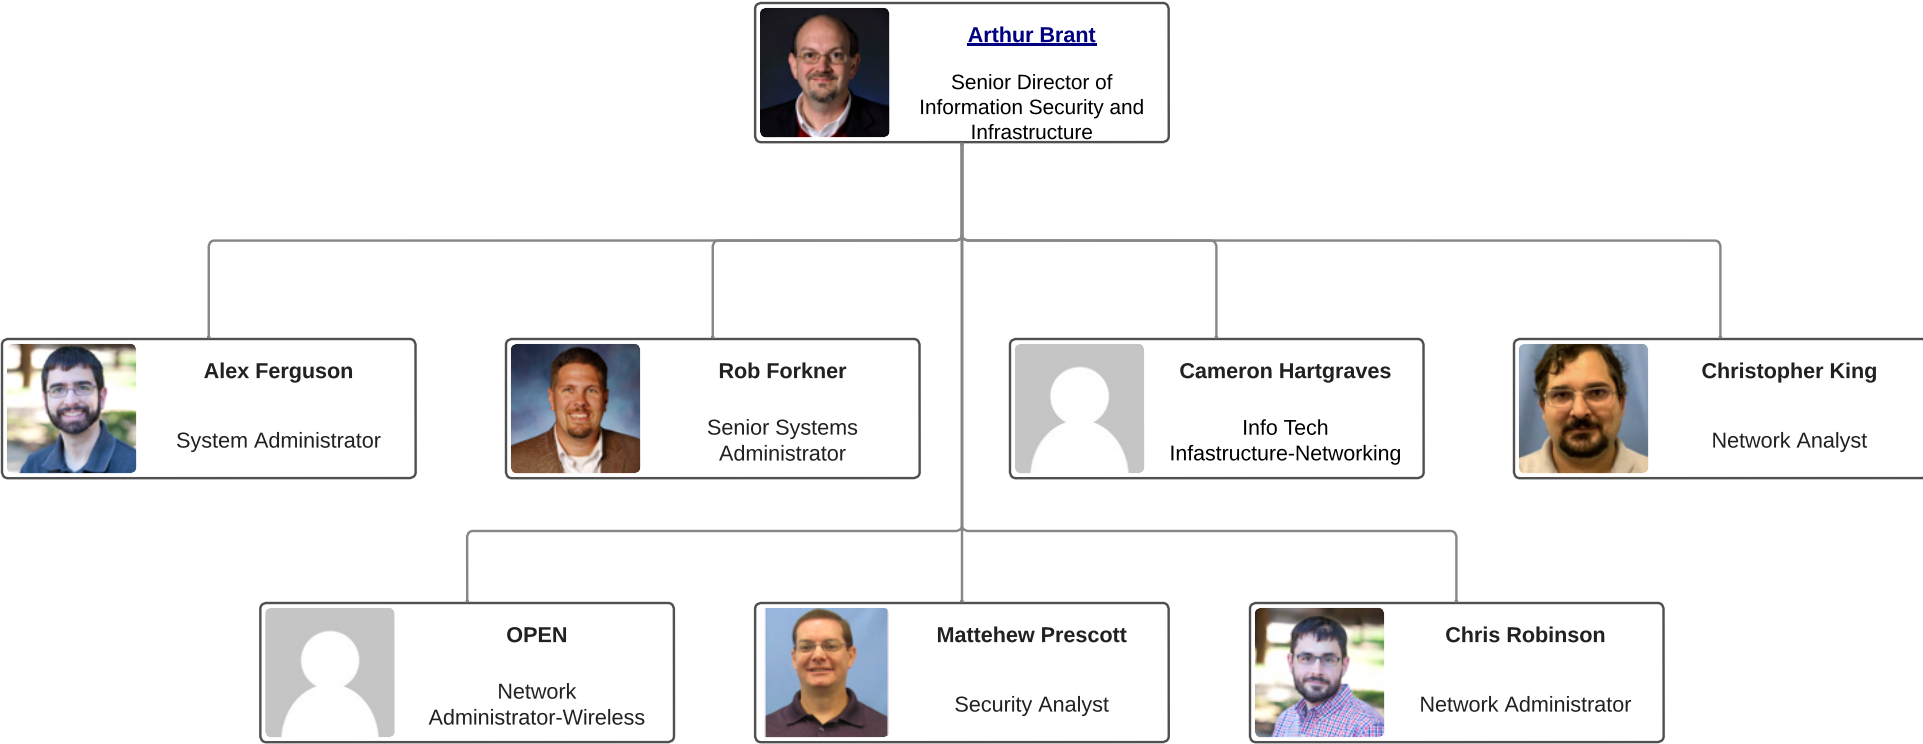 Arthur Brant
Senior Director of
Information Security and
Infrastructure
Alex Ferguson
System Administrator
Rob Forkner
Senior Systems
Administrator
Cameron Hartgraves
Info Tech
Infastructure-Networking
Christopher King
Network Analyst
OPEN
Network
Administrator-Wireless
Mattehew Prescott
Security Analyst
Chris Robinson
Network Administrator